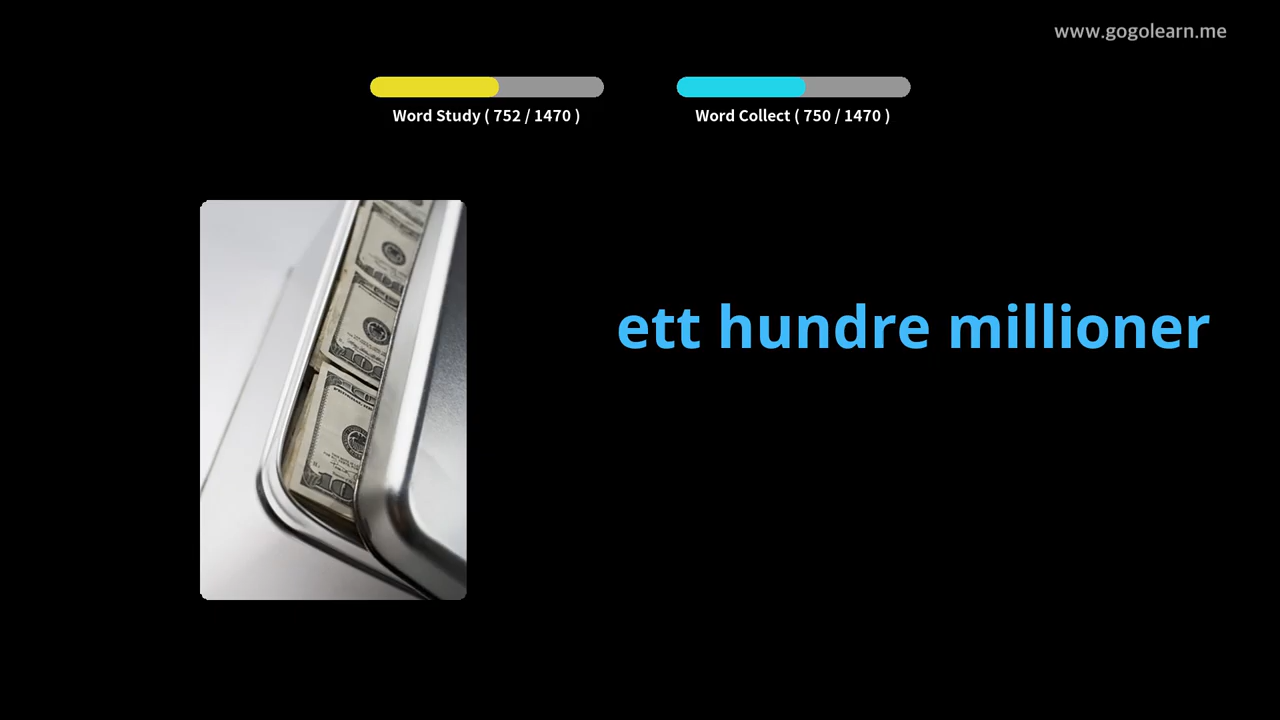 www.gogolearn.me
Word Study ( 752 / 1470 )
Word Collect ( 750 / 1470 )
ett hundre millioner